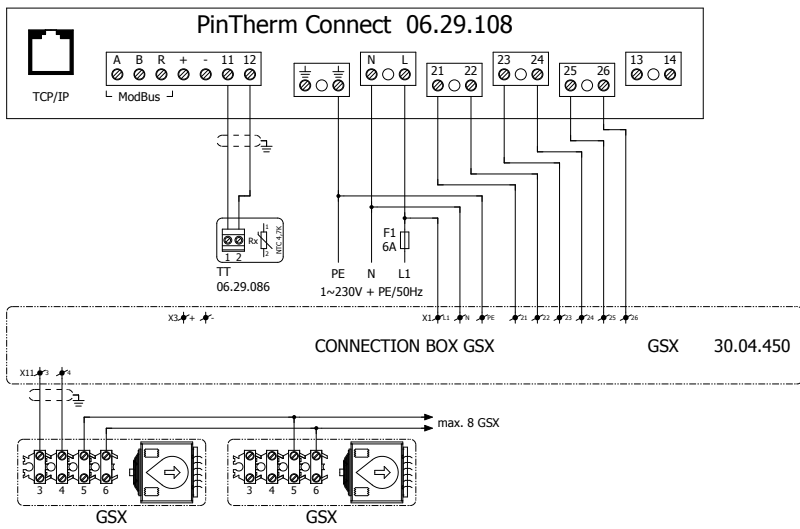 PinTherm Connect 06.29.108
A B R + - 11 12
N L
23 24
13 14
21 22
25 26
TCP/IP
ModBus
Rx
1
2
NTC 4,7K
1 2
TT
06.29.086
F1
6A
PE N L1
1~230V + PE/50Hz
X3 + -
X1 L1 N PE 21 22 23 24 25 26
CONNECTION BOX GSX GSX 30.04.450
X11 3 4
max. 8 GSX
3 4 5 6
3 4 5 6
GSX
GSX